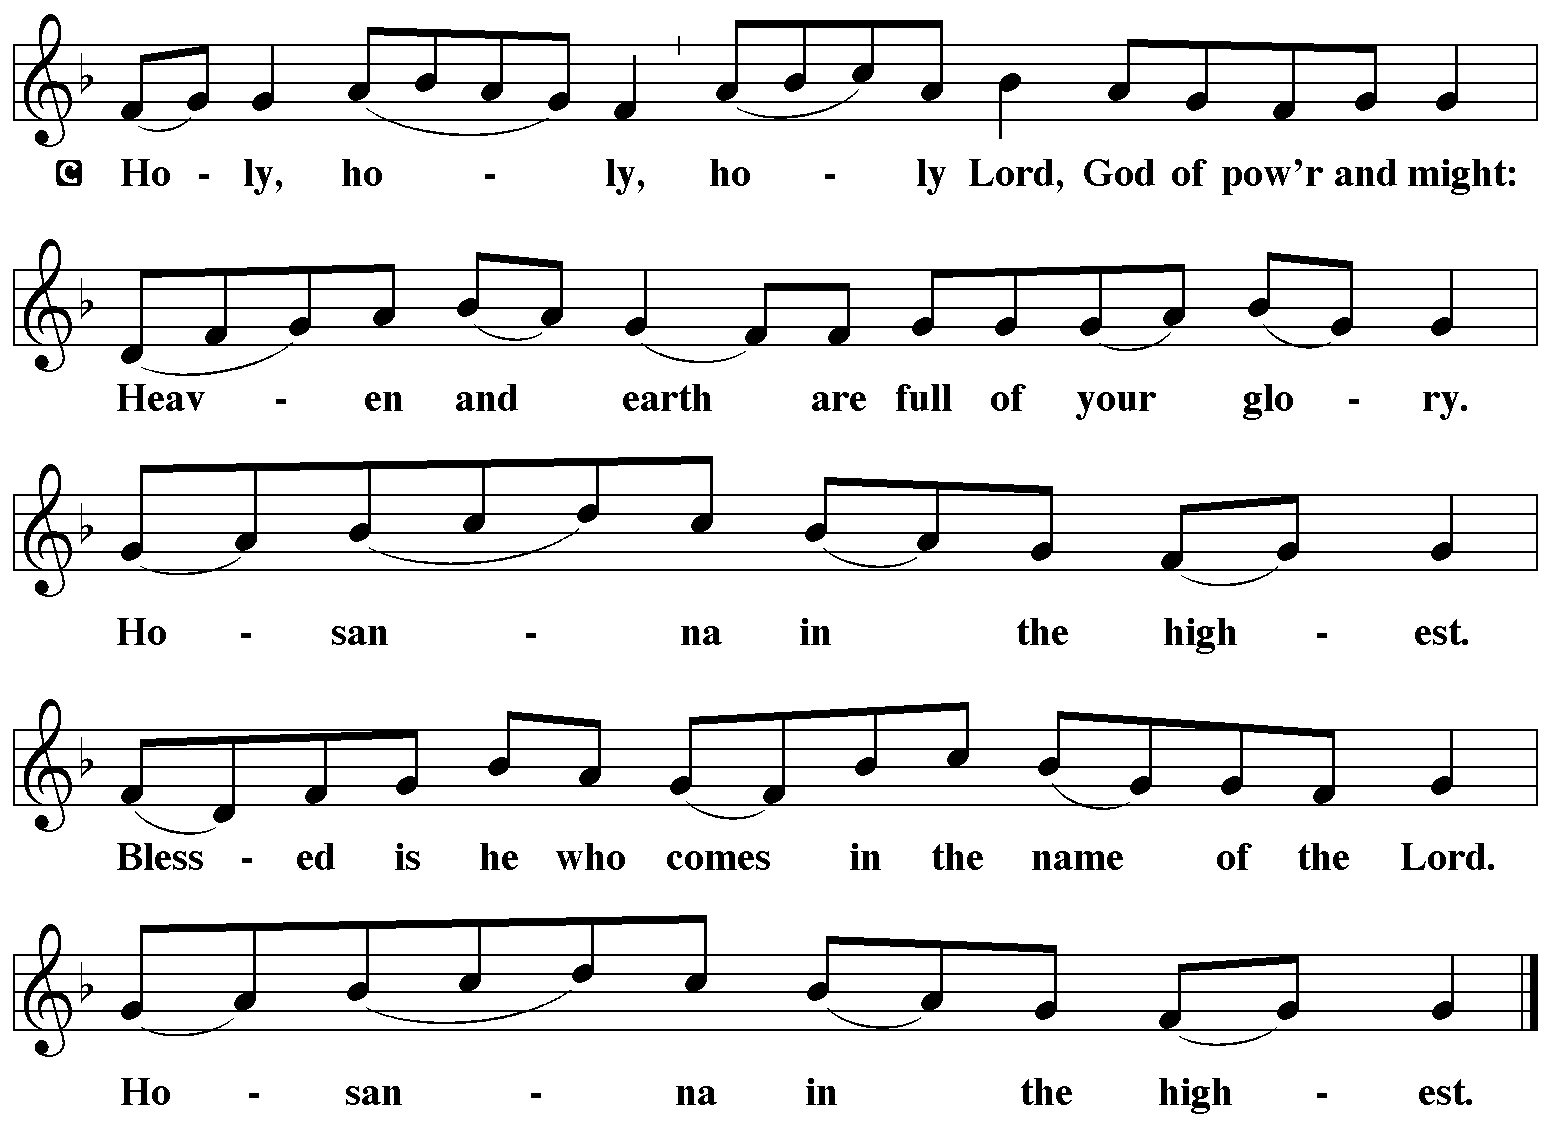 C Ho - ly, ho - ly, ho - ly Lord, God of pow’r and might:
Heav - en and earth are full of your glo - ry.
Ho - san - na in the high - est.
Bless - ed is he who comes in the name of the Lord.
Ho - san - na in the high - est.